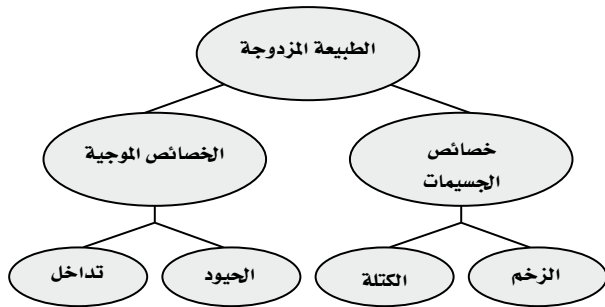 الطبيعة المزدوجة
خصائص
الجسيمات
الخصائص الموجية
الزخم
الكتلة
الحيود
تداخل